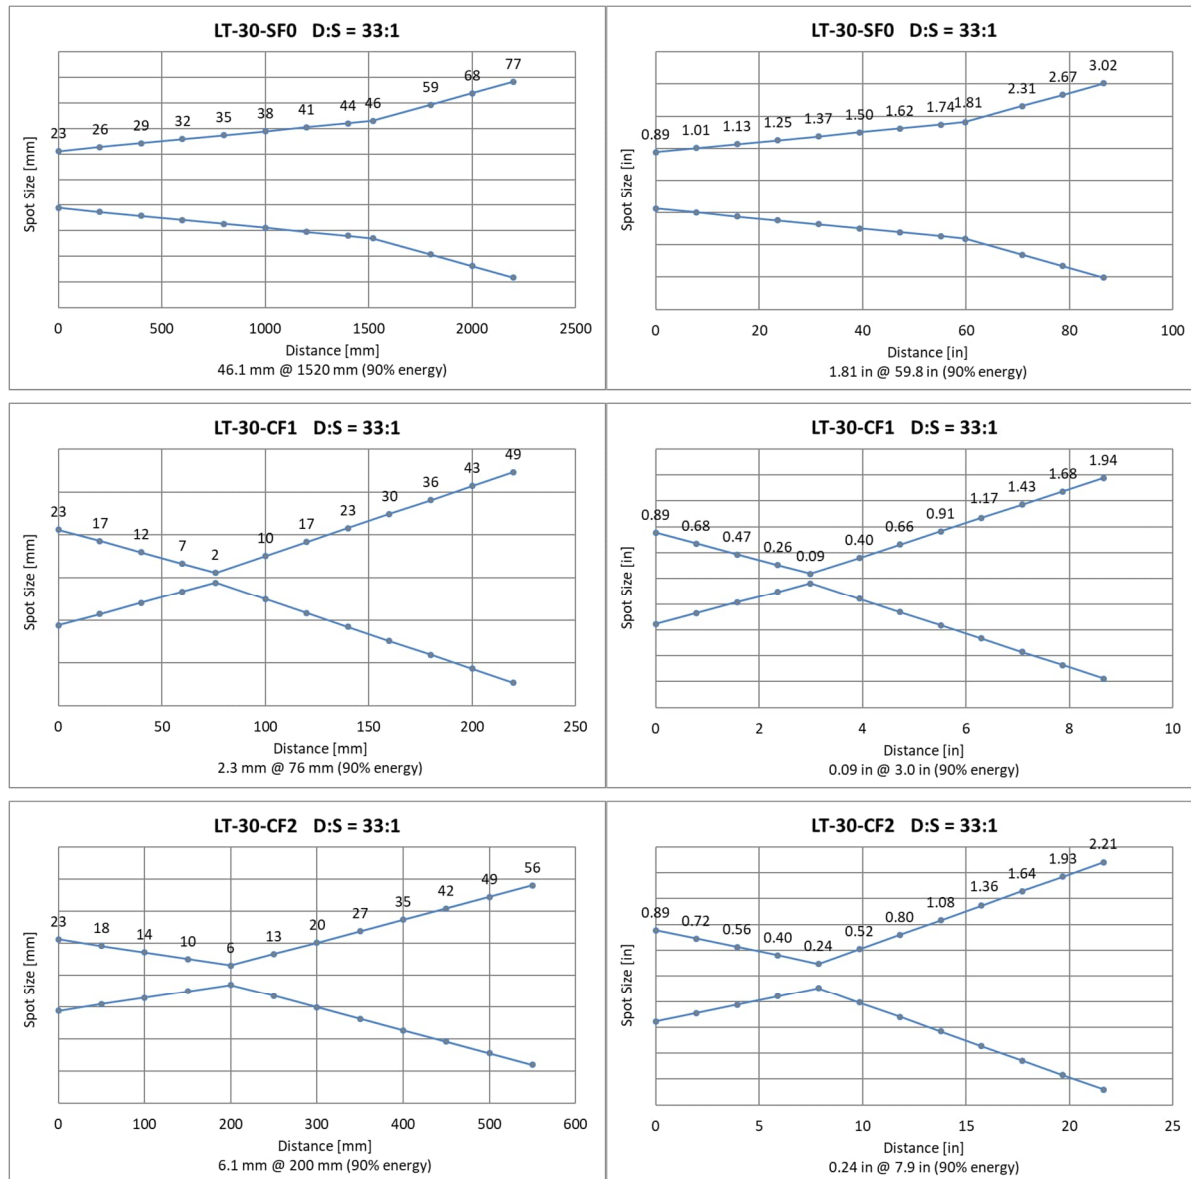 LT-30-SF0 D:S = 33:1
Spot Size [mm]
23 26 29 32 35 38 41 44 46 59 68 77
0 500 1000 1500 2000 2500
Distance [mm]
46.1 mm @ 1520 mm (90% energy)
LT-30-SF0 D:S = 33:1
Spot Size [in]
0.89 1.01 1.13 1.25 1.37 1.50 1.62 1.74 1.81 2.31 2.67 3.02
0 20 40 60 80 100
Distance [in]
1.81 in @ 59.8 in (90% energy)
LT-30-CF1 D:S = 33:1
Spot Size [mm]
23 17 12 7 2 10 17 23 30 36 43 49
0 50 100 150 200 250
Distance [mm]
2.3 mm @ 76 mm (90% energy)
LT-30-CF1 D:S = 33:1
Spot Size [in]
0.89 0.68 0.47 0.26 0.09 0.40 0.66 0.91 1.17 1.43 1.68 1.94
0 2 4 6 8 10
Distance [in]
0.09 in @ 3.0 in (90% energy)
LT-30-CF2 D:S = 33:1
Spot Size [mm]
23 18 14 10 6 13 20 27 35 42 49 56
0 100 200 300 400 500 600
Distance [mm]
6.1 mm @ 200 mm (90% energy)
LT-30-CF2 D:S = 33:1
Spot Size [in]
0.89 0.72 0.56 0.40 0.24 0.52 0.80 1.08 1.36 1.64 1.93 2.21
0 5 10 15 20 25
Distance [in]
0.24 in @ 7.9 in (90% energy)